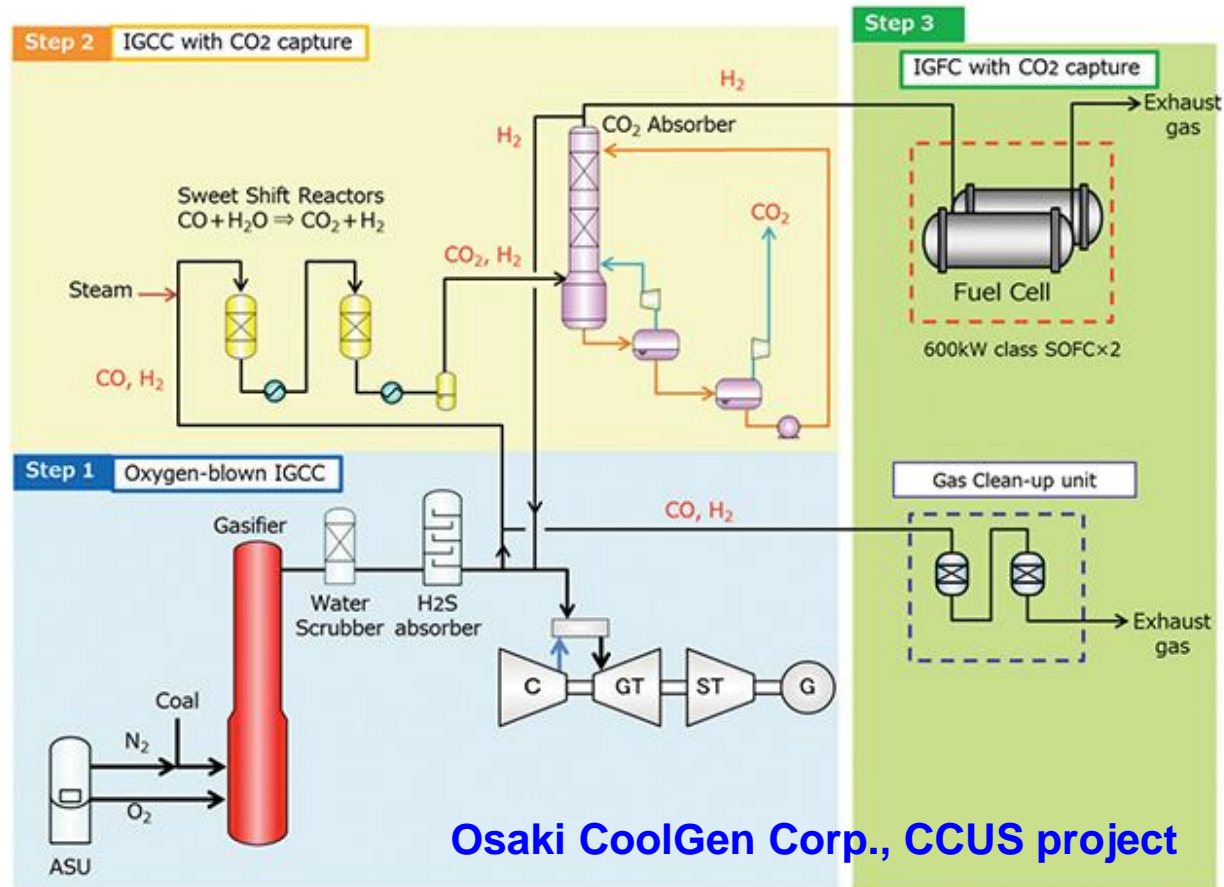 Step 2
IGCC with CO2 capture
Sweet Shift Reactors
CO+H₂O ⇒ CO₂+H₂
Steam
CO, H₂
CO₂, H₂
H₂
H₂
CO₂ Absorber
CO₂
Step 3
IGFC with CO2 capture
Exhaust
gas
Fuel Cell
600kW class SOFC×2
Gas Clean-up unit
Exhaust
gas
Step 1
Oxygen-blown IGCC
Gasifier
Water
Scrubber
H2S
absorber
CO, H₂
C
GT
ST
G
Coal
N₂
O₂
ASU
Osaki CoolGen Corp., CCUS project